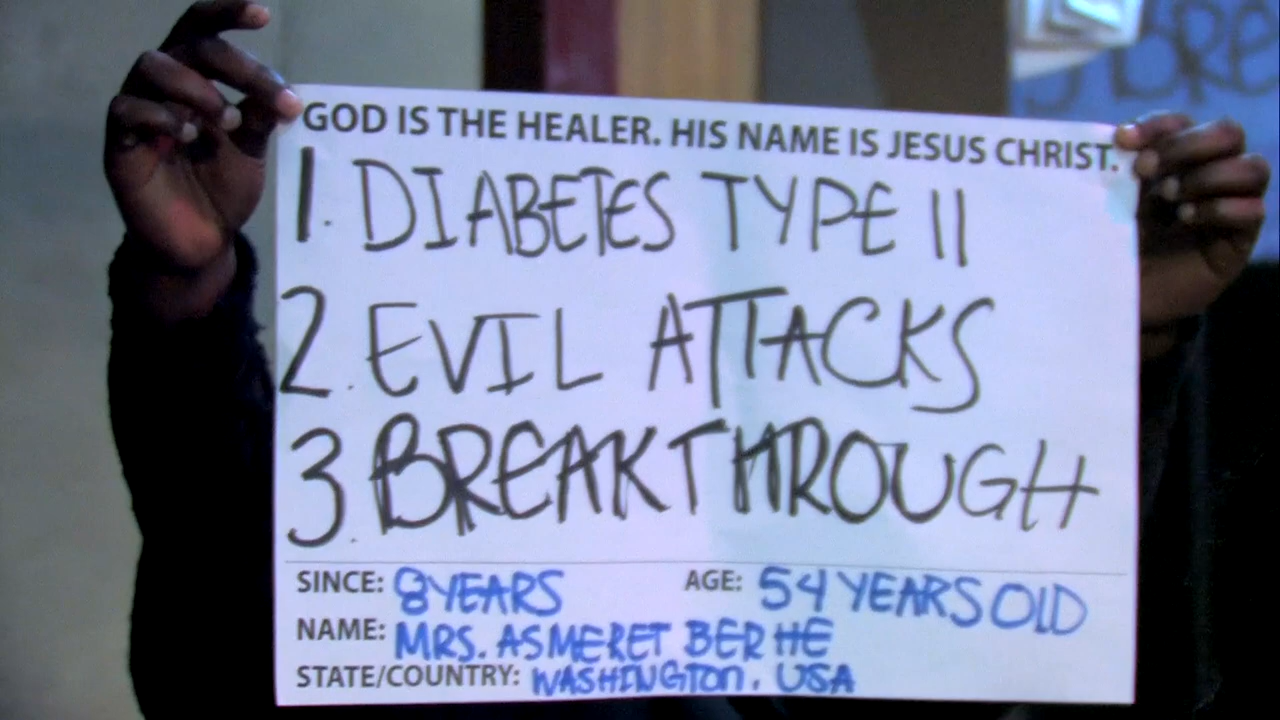 GOD IS THE HEALER. HIS NAME IS JESUS CHRIST.
1. DIABETES TYPE II
2. EVIL ATTACKS
3. BREAKTHROUGH
SINCE: 8 YEARS AGE: 54 YEARS OLD
NAME: MRS. ASMERET BERHE
STATE/COUNTRY: WASHINGTON. USA